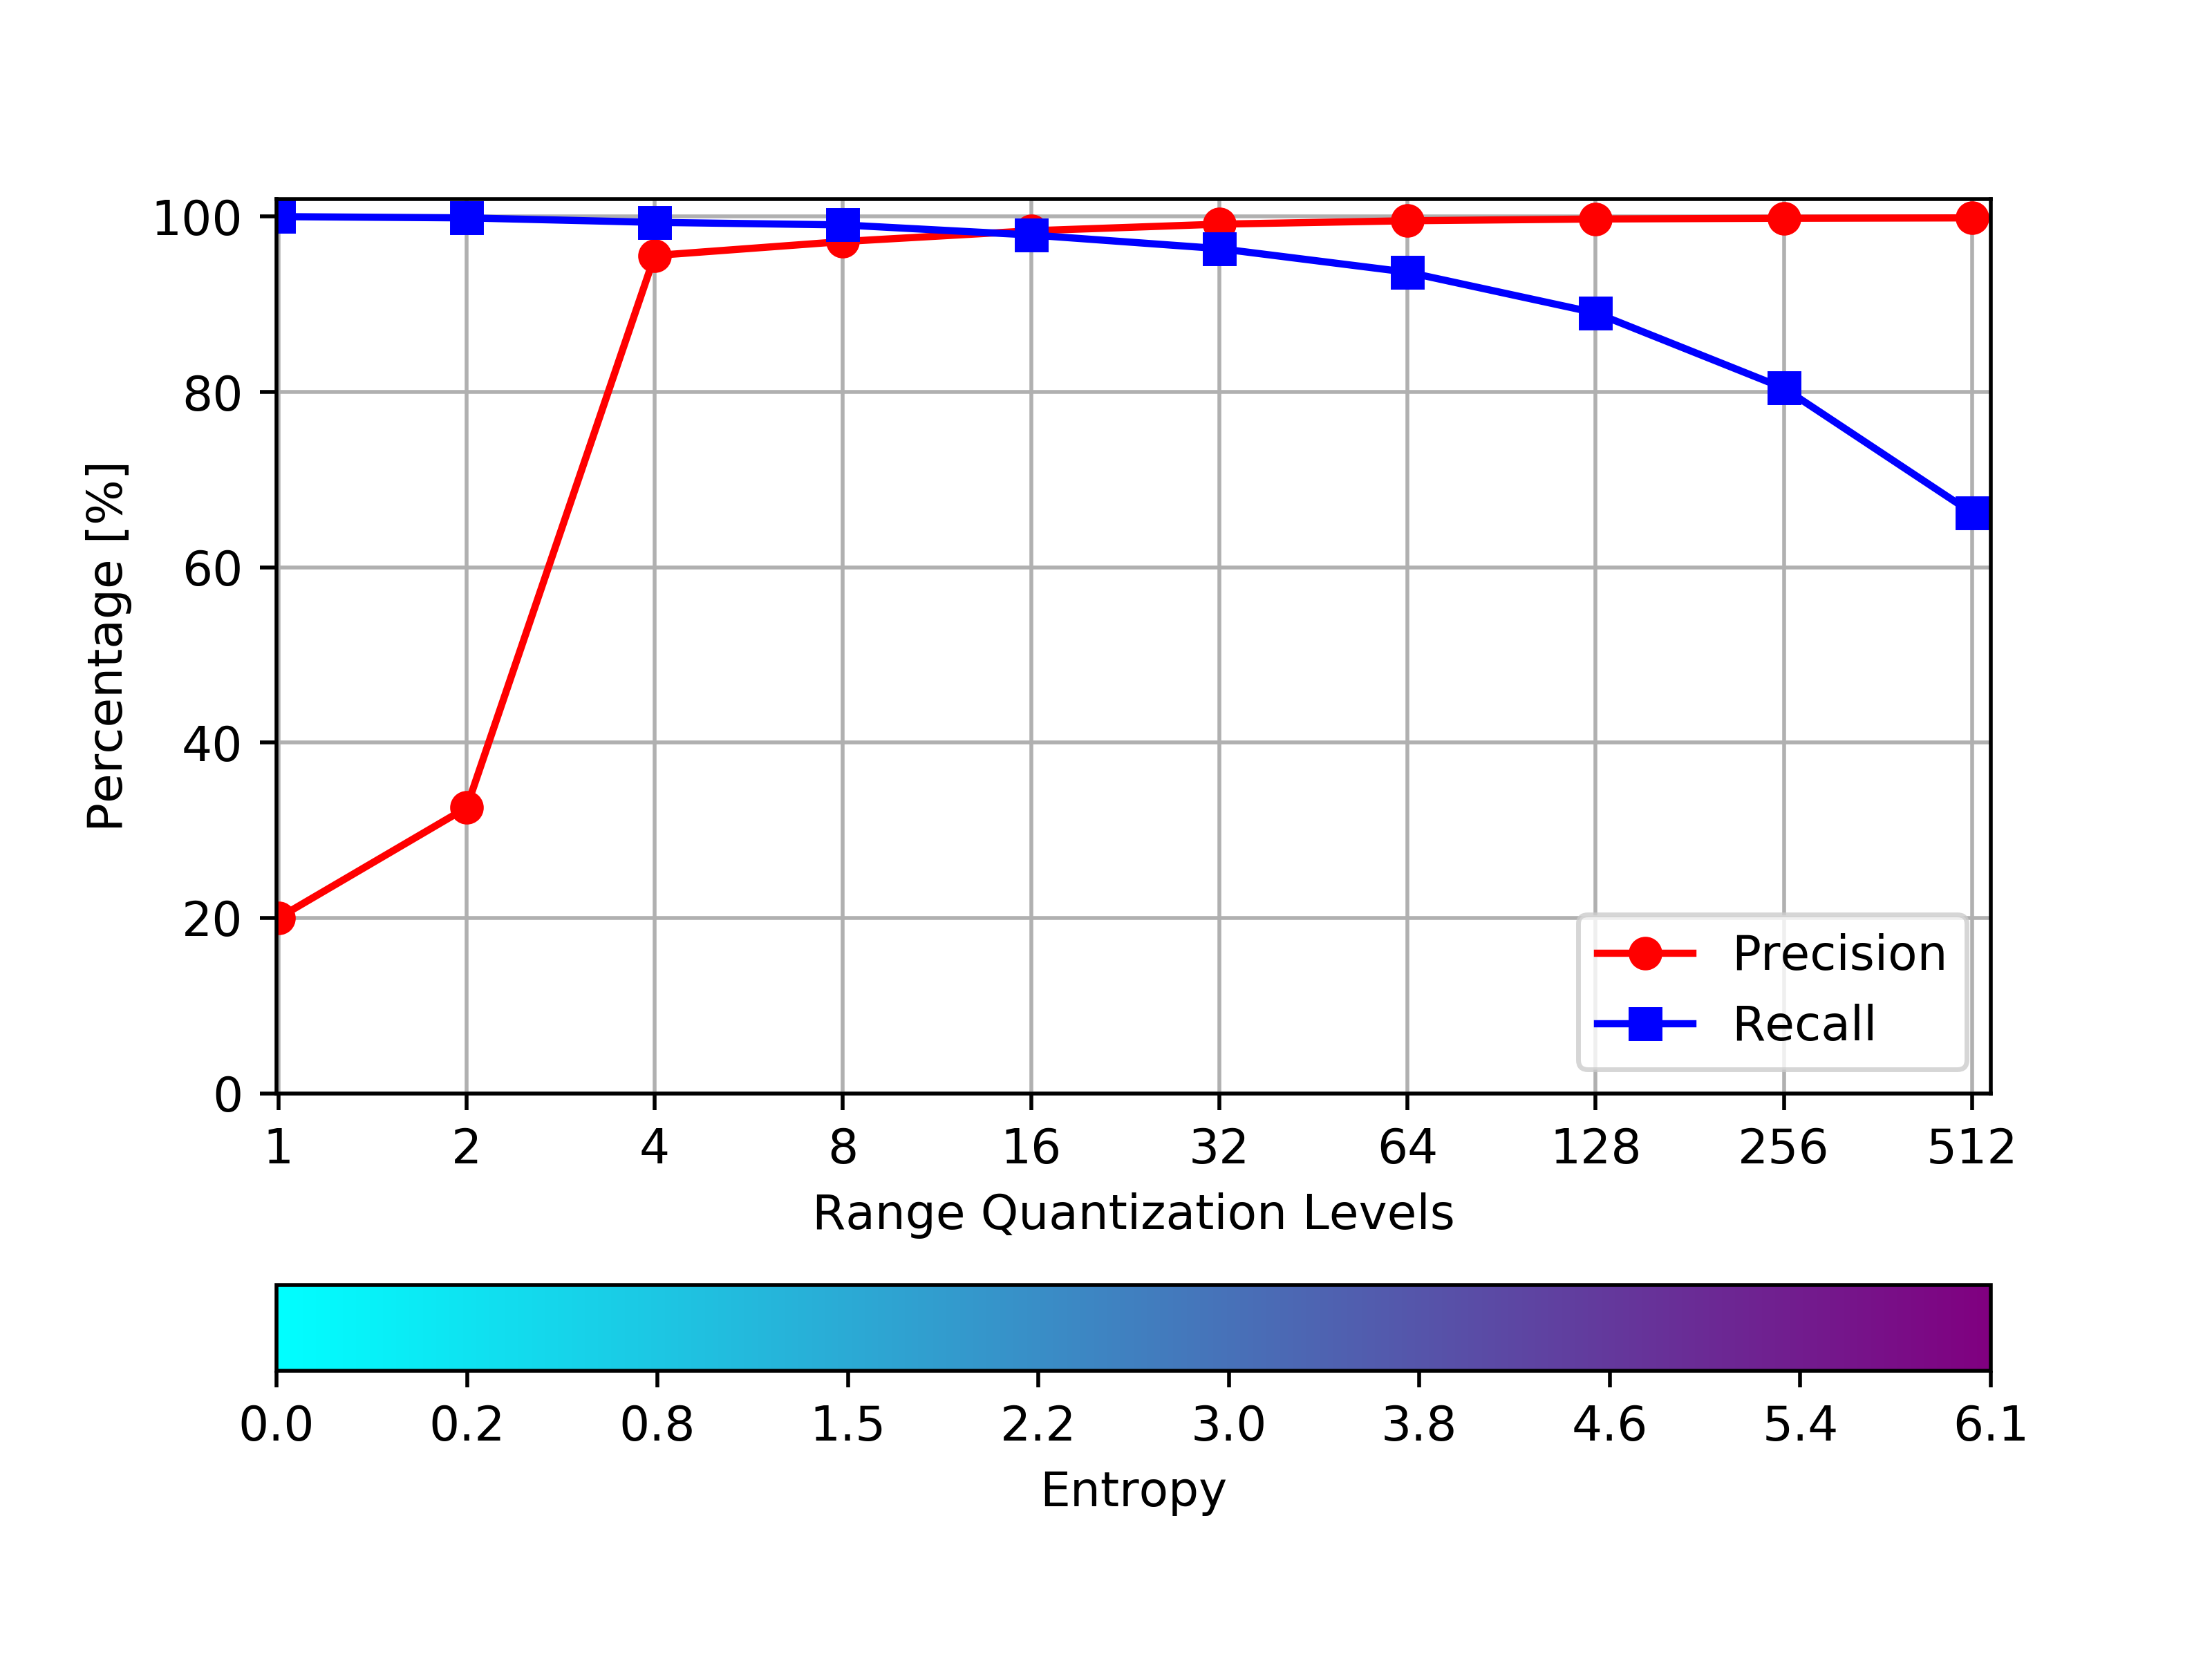 100
80
60
40
20
0
Percentage [%]
Precision
Recall
1 2 4 8 16 32 64 128 256 512
Range Quantization Levels
0.0 0.2 0.8 1.5 2.2 3.0 3.8 4.6 5.4 6.1
Entropy